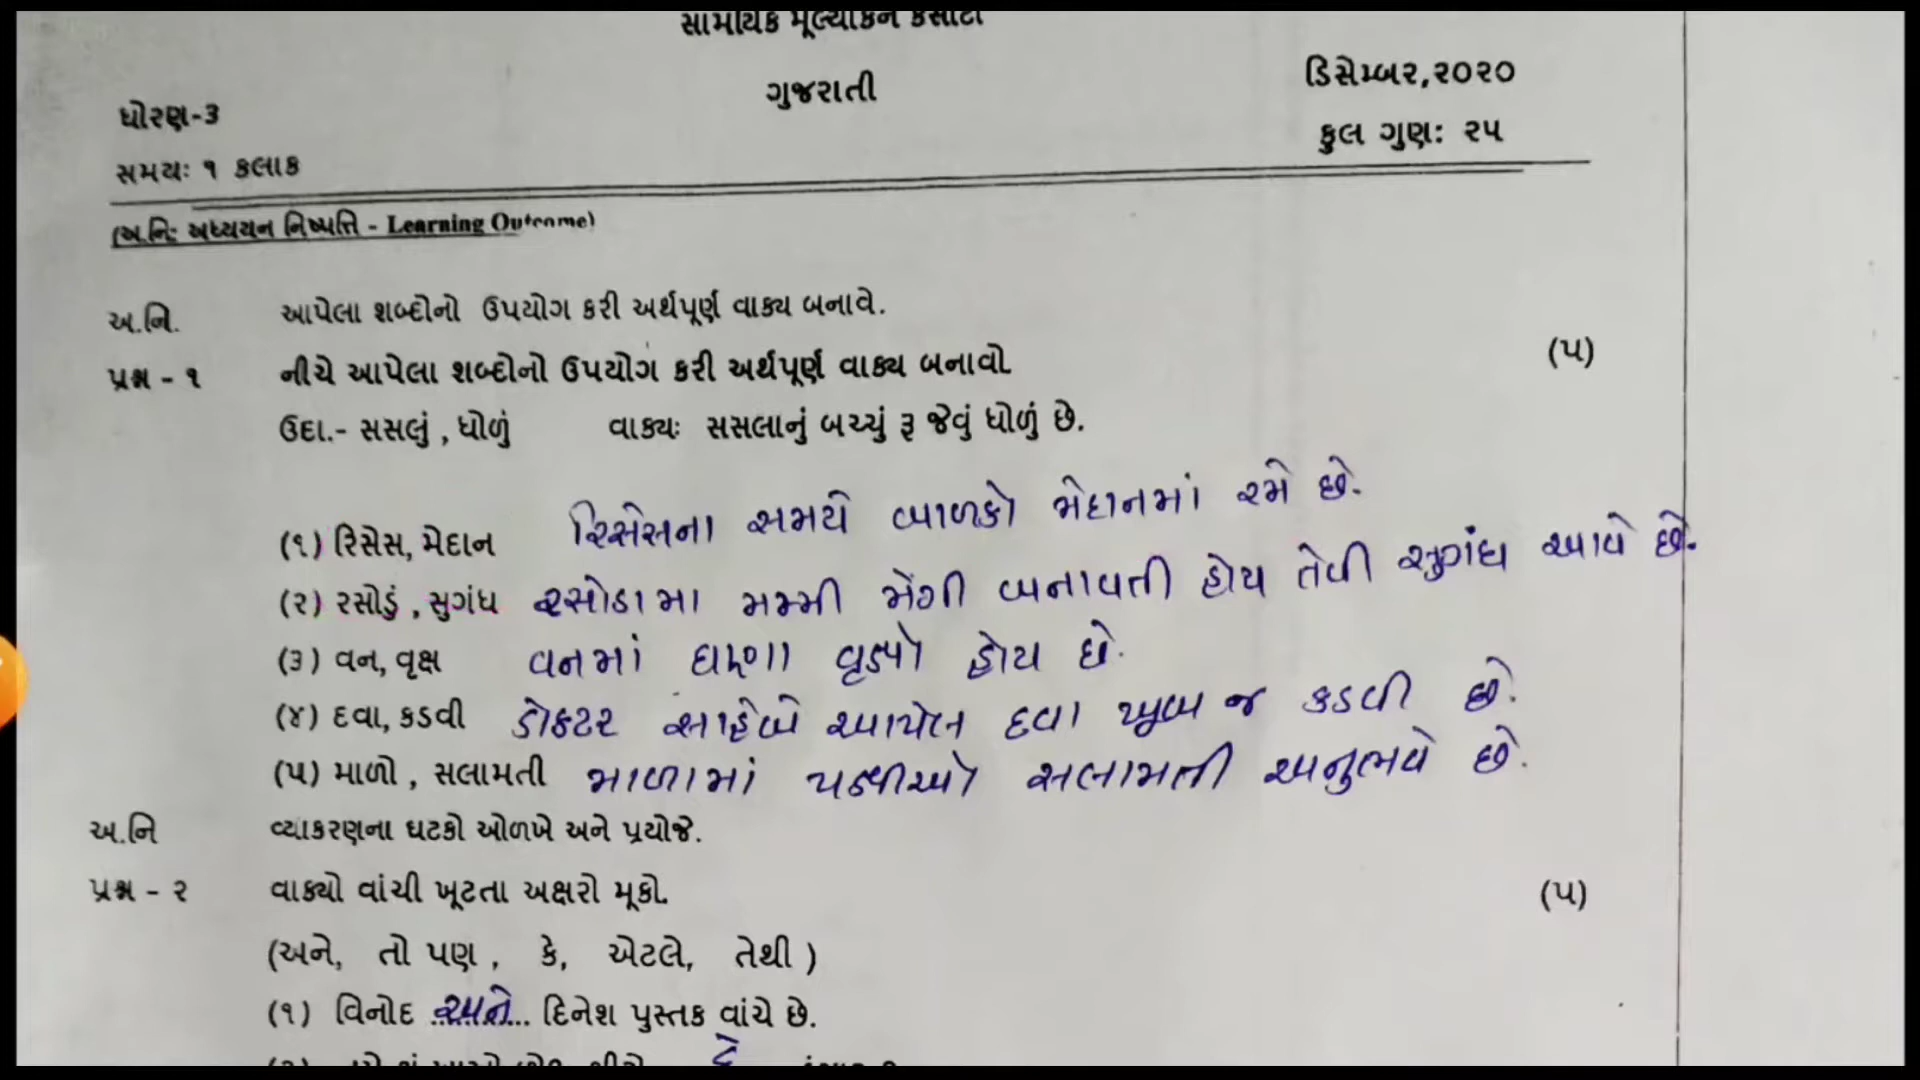 સામયિક મૂલ્યાંકન કસોટી
ગુજરાતી
ડિસેમ્બર,૨૦૨૦
ધોરણ-૩
કુલ ગુણ: ૨૫
સમય: ૧ કલાક
(અ.નિ: અધ્યયન નિષ્પત્તિ - Learning Outcome)
અ.નિ. આપેલા શબ્દોનો ઉપયોગ કરી અર્થપૂર્ણ વાક્ય બનાવે.
પ્રશ્ન - ૧ નીચે આપેલા શબ્દોનો ઉપયોગ કરી અર્થપૂર્ણ વાક્ય બનાવો. (૫)
ઉદા.- સસલું , ધોળું વાક્ય: સસલાનું બચ્ચું રૂ જેવું ધોળું છે.
(૧) રિસેસ, મેદાન રિસેસના સમયે બાળકો મેદાનમાં રમે છે.
(૨) રસોડું , સુગંધ રસોડામા મમ્મી મેગી બનાવતી હોય તેવી સુગંધ આવે છે.
(૩) વન, વૃક્ષ વનમાં ઘણા વૃક્ષો હોય છે.
(૪) દવા, કડવી ડોક્ટર સાહેબે આપેલ દવા ખુબ જ કડવી છે.
(૫) માળો , સલામતી માળામાં પક્ષીઓ સલામતી અનુભવે છે.
અ.નિ વ્યાકરણના ઘટકો ઓળખે અને પ્રયોજે.
પ્રશ્ન - ૨ વાક્યો વાંચી ખૂટતા અક્ષરો મૂકો. (૫)
(અને, તો પણ , કે, એટલે, તેથી )
(૧) વિનોદ ..અને... દિનેશ પુસ્તક વાંચે છે.